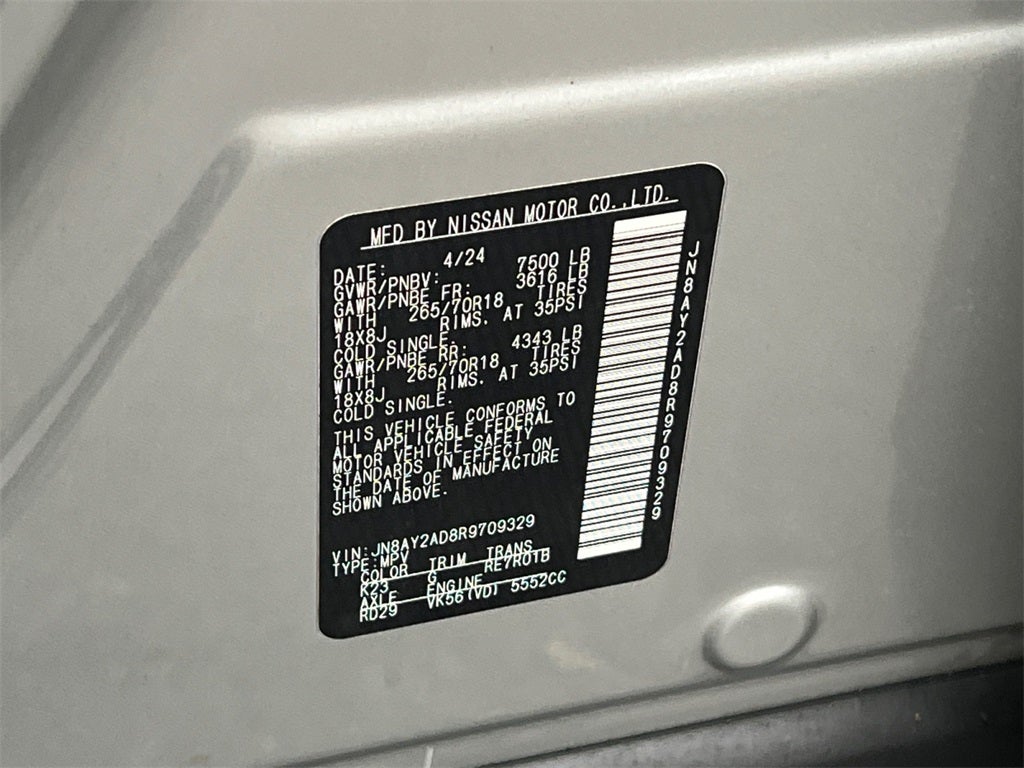 MFD BY NISSAN MOTOR CO.,LTD.
DATE: 4/24
GVWR/PNBV: 7500 LB
GAWR/PNBE FR: 3616 LB
WITH 265/70R18 TIRES
18X8J RIMS. AT 35PSI
COLD SINGLE.
GAWR/PNBE RR: 4343 LB
WITH 265/70R18 TIRES
18X8J RIMS. AT 35PSI
COLD SINGLE.
THIS VEHICLE CONFORMS TO
ALL APPLICABLE FEDERAL
MOTOR VEHICLE SAFETY
STANDARDS IN EFFECT ON
THE DATE OF MANUFACTURE
SHOWN ABOVE.
VIN:JN8AY2AD8R9709329
TYPE:MPV
COLOR TRIM TRANS
K23 G RE7R01B
AXLE ENGINE
RD29 VK56(VD) 5552CC
JN8AY2AD8R9709329